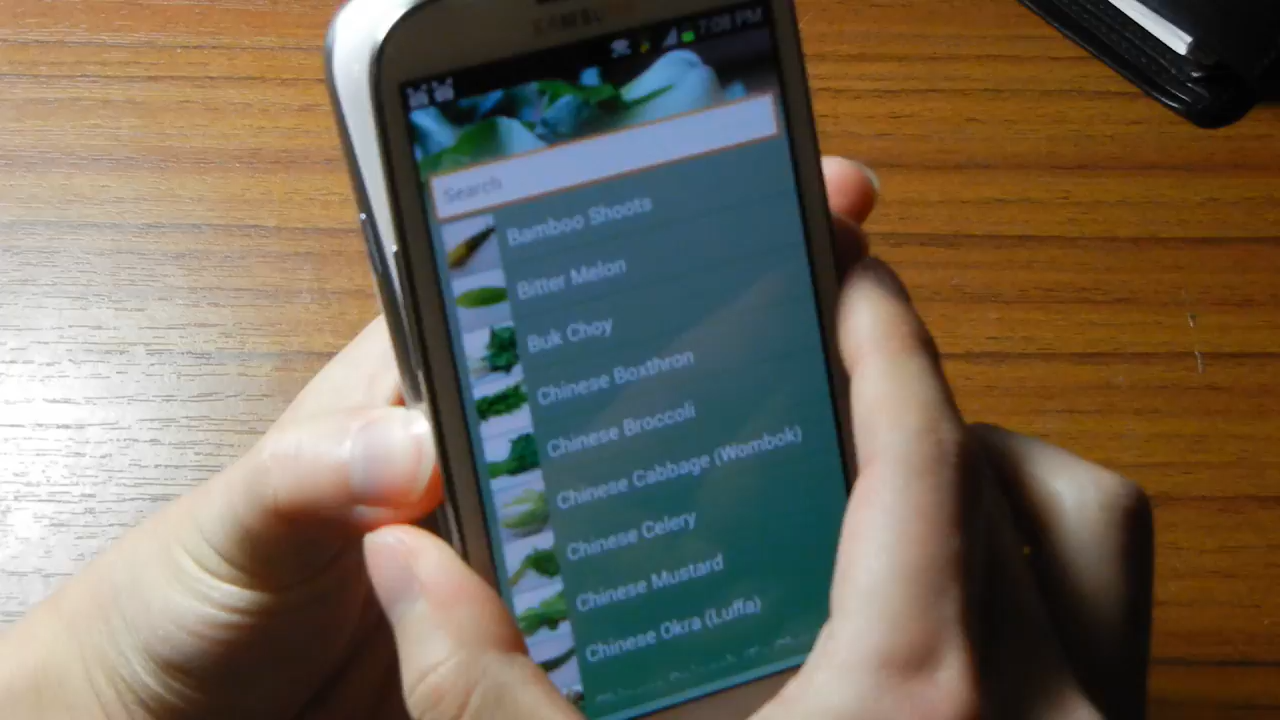 SAMSUNG
7:08 PM
Search
Bamboo Shoots
Bitter Melon
Buk Choy
Chinese Boxthron
Chinese Broccoli
Chinese Cabbage (Wombok)
Chinese Celery
Chinese Mustard
Chinese Okra (Luffa)